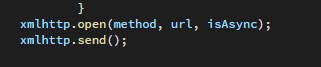 }
xmlhttp.open(method, url, isAsync);
xmlhttp.send();